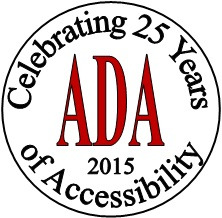 Celebrating 25 Years
ADA
2015
of Accessibility